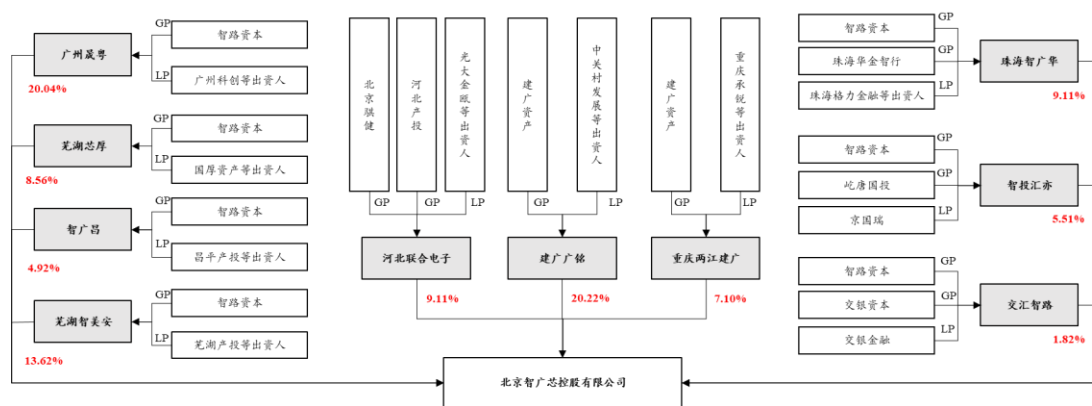 广州晟粤
20.04%
GP
智路资本
LP
广州科创等出资人
芜湖芯厚
8.56%
GP
智路资本
LP
国厚资产等出资人
智广昌
4.92%
GP
智路资本
LP
昌平产投等出资人
芜湖智美安
13.62%
GP
智路资本
LP
芜湖产投等出资人
北京骐健
河北产投
光大金瓯等出资人
GP
GP
LP
河北联合电子
9.11%
建广资产
中关村发展等出资人
GP
LP
建广广铭
20.22%
建广资产
重庆承锐等出资人
GP
LP
重庆两江建广
7.10%
智路资本
GP
珠海华金智行
GP
珠海格力金融等出资人
LP
珠海智广华
9.11%
智路资本
GP
屹唐国投
GP
京国瑞
LP
智投汇亦
5.51%
智路资本
GP
交银资本
GP
交银金融
LP
交汇智路
1.82%
北京智广芯控股有限公司